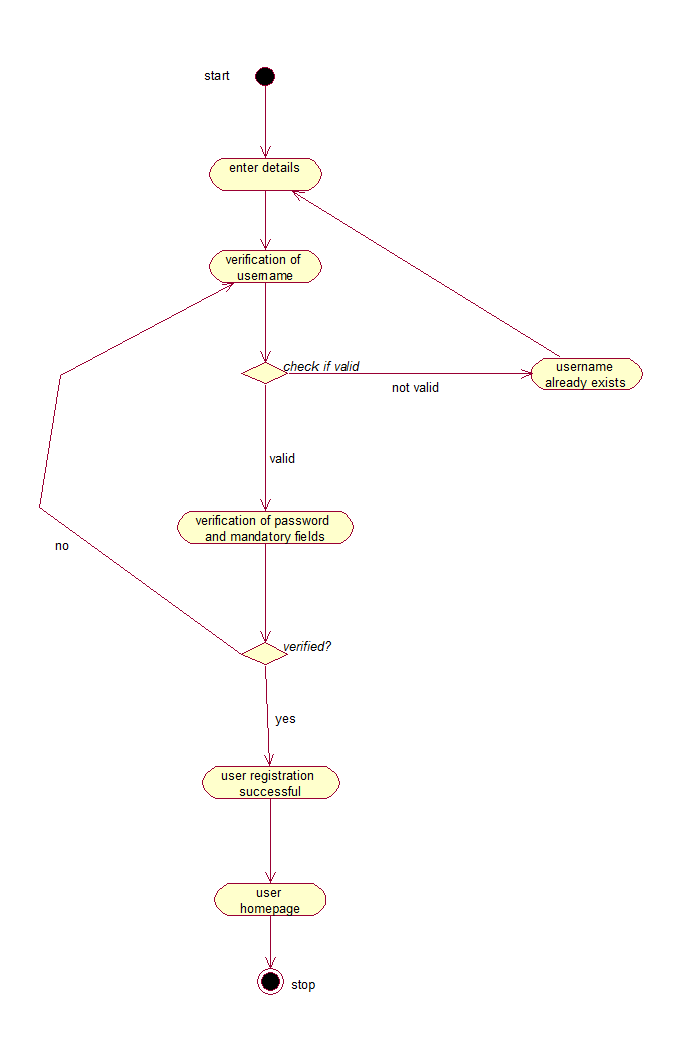 start
enter details
verification of
username
check if valid
not valid
username
already exists
valid
verification of password
and mandatory fields
no
verified?
yes
user registration
successful
user
homepage
stop